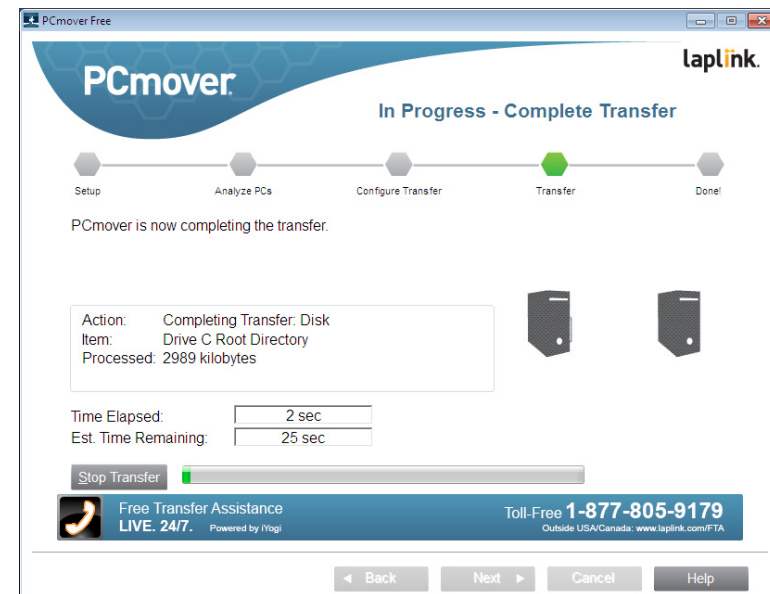 PCmover Free
PCmover
laplink.
In Progress - Complete Transfer
Setup
Analyze PCs
Configure Transfer
Transfer
Done!
PCmover is now completing the transfer.
Action: Completing Transfer: Disk
Item: Drive C Root Directory
Processed: 2989 kilobytes
Time Elapsed: 2 sec
Est. Time Remaining: 25 sec
Stop Transfer
Free Transfer Assistance
LIVE. 24/7. Powered by iYogi
Toll-Free 1-877-805-9179
Outside USA/Canada: www.laplink.com/FTA
Back
Next
Cancel
Help